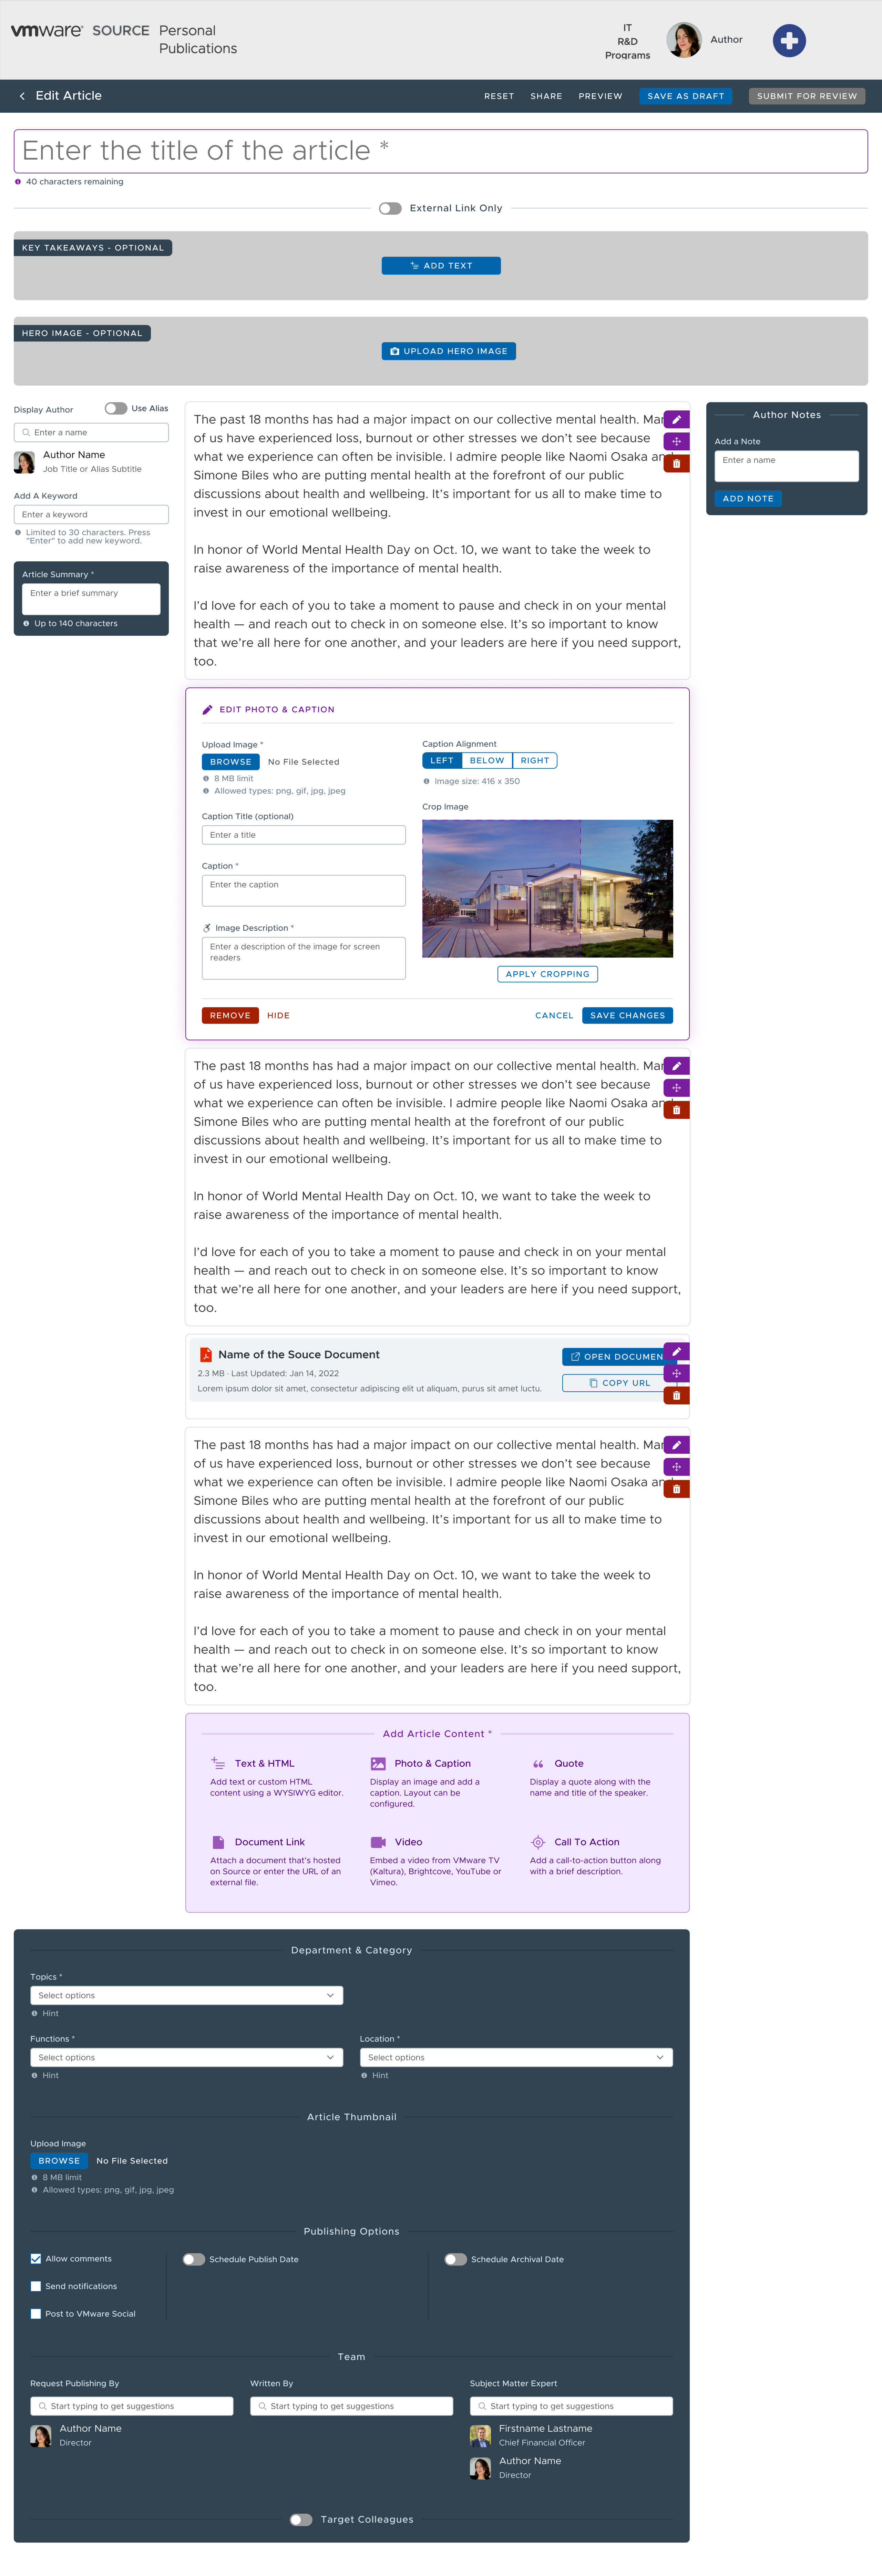 vmware® SOURCE Personal Publications
IT
R&D
Programs
Author
Edit Article
RESET SHARE PREVIEW SAVE AS DRAFT SUBMIT FOR REVIEW
Enter the title of the article *
40 characters remaining
External Link Only
KEY TAKEAWAYS - OPTIONAL
ADD TEXT
HERO IMAGE - OPTIONAL
UPLOAD HERO IMAGE
Display Author
Use Alias
Enter a name
Author Name
Job Title or Alias Subtitle
Add A Keyword
Enter a keyword
Limited to 30 characters. Press
"Enter" to add new keyword.
Article Summary *
Enter a brief summary
Up to 140 characters
The past 18 months has had a major impact on our collective mental health.
of us have experienced loss, burnout or other stresses we don't see because
what we experience can often be invisible. I admire people like Naomi Osaka
Simone Biles who are putting mental health at the forefront of our public
discussions about health and wellbeing. It's important for us all to make time to
invest in our emotional wellbeing.
In honor of World Mental Health Day on Oct. 10, we want to take the week to
raise awareness of the importance of mental health.
I'd love for each of you to take a moment to pause and check in on your mental
health — and reach out to check in on someone else. It's so important to know
that we're all here for one another, and your leaders are here if you need support,
too.
Author Notes
Add a Note
Enter a name
ADD NOTE
EDIT PHOTO & CAPTION
Upload Image *
BROWSE No File Selected
8 MB limit
Allowed types: png, gif, jpg, jpeg
Caption Title (optional)
Enter a title
Caption *
Enter the caption
Image Description *
Enter a description of the image for screen
readers
Caption Alignment
LEFT BELOW RIGHT
Image size: 416 x 350
Crop Image
APPLY CROPPING
REMOVE HIDE CANCEL SAVE CHANGES
The past 18 months has had a major impact on our collective mental health.
of us have experienced loss, burnout or other stresses we don't see because
what we experience can often be invisible. I admire people like Naomi Osaka
Simone Biles who are putting mental health at the forefront of our public
discussions about health and wellbeing. It's important for us all to make time to
invest in our emotional wellbeing.
In honor of World Mental Health Day on Oct. 10, we want to take the week to
raise awareness of the importance of mental health.
I'd love for each of you to take a moment to pause and check in on your mental
health — and reach out to check in on someone else. It's so important to know
that we're all here for one another, and your leaders are here if you need support,
too.
Name of the Souce Document
2.3 MB · Last Updated: Jan 14, 2022
Lorem ipsum dolor sit amet, consectetur adipiscing elit ut aliquam, purus sit amet luctu.
OPEN DOCUMEN
COPY URL
The past 18 months has had a major impact on our collective mental health.
of us have experienced loss, burnout or other stresses we don't see because
what we experience can often be invisible. I admire people like Naomi Osaka
Simone Biles who are putting mental health at the forefront of our public
discussions about health and wellbeing. It's important for us all to make time to
invest in our emotional wellbeing.
In honor of World Mental Health Day on Oct. 10, we want to take the week to
raise awareness of the importance of mental health.
I'd love for each of you to take a moment to pause and check in on your mental
health — and reach out to check in on someone else. It's so important to know
that we're all here for one another, and your leaders are here if you need support,
too.
Add Article Content *
Text & HTML
Add text or custom HTML
content using a WYSIWYG editor.
Photo & Caption
Display an image and add a
caption. Layout can be
configured.
Quote
Display a quote along with the
name and title of the speaker.
Document Link
Attach a document that's hosted
on Source or enter the URL of an
external file.
Video
Embed a video from VMware TV
(Kaltura), Brightcove, YouTube or
Vimeo.
Call To Action
Add a call-to-action button along
with a brief description.
Department & Category
Topics *
Select options
Hint
Functions *
Select options
Hint
Location *
Select options
Hint
Article Thumbnail
Upload Image
BROWSE No File Selected
8 MB limit
Allowed types: png, gif, jpg, jpeg
Publishing Options
Allow comments
Send notifications
Post to VMware Social
Schedule Publish Date
Schedule Archival Date
Team
Request Publishing By
Start typing to get suggestions
Author Name
Director
Written By
Start typing to get suggestions
Subject Matter Expert
Start typing to get suggestions
Firstname Lastname
Chief Financial Officer
Author Name
Director
Target Colleagues